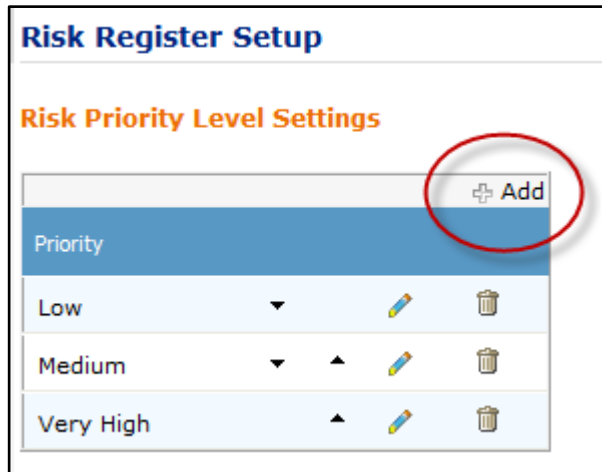 Risk Register Setup
Risk Priority Level Settings
Add
Priority
Low
Medium
Very High